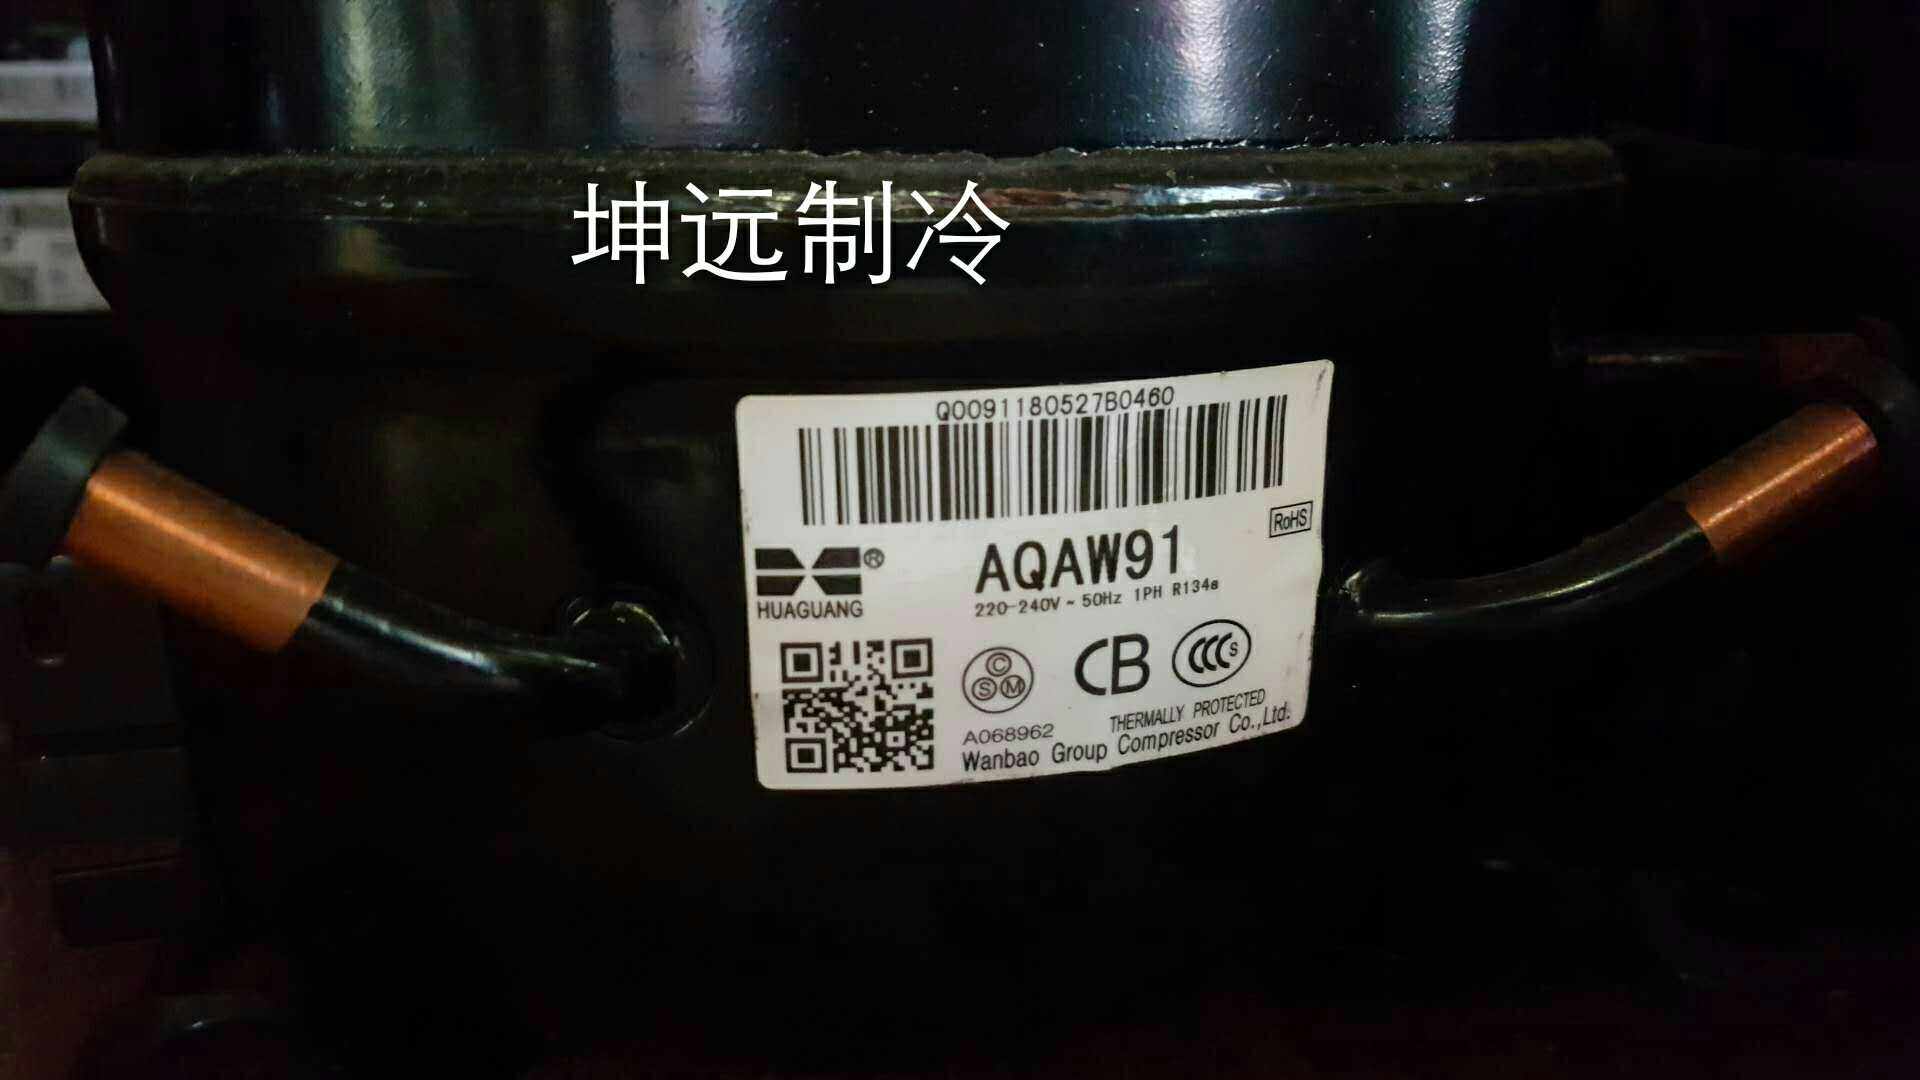 坤远制冷
Q0091180527B0460
RoHS
AQAW91
220-240V~50Hz 1PH R134a
HUAGUANG
®
C
S M
CB
CCC S
A068962
THERMALLY PROTECTED
Wanbao Group Compressor Co.,Ltd.